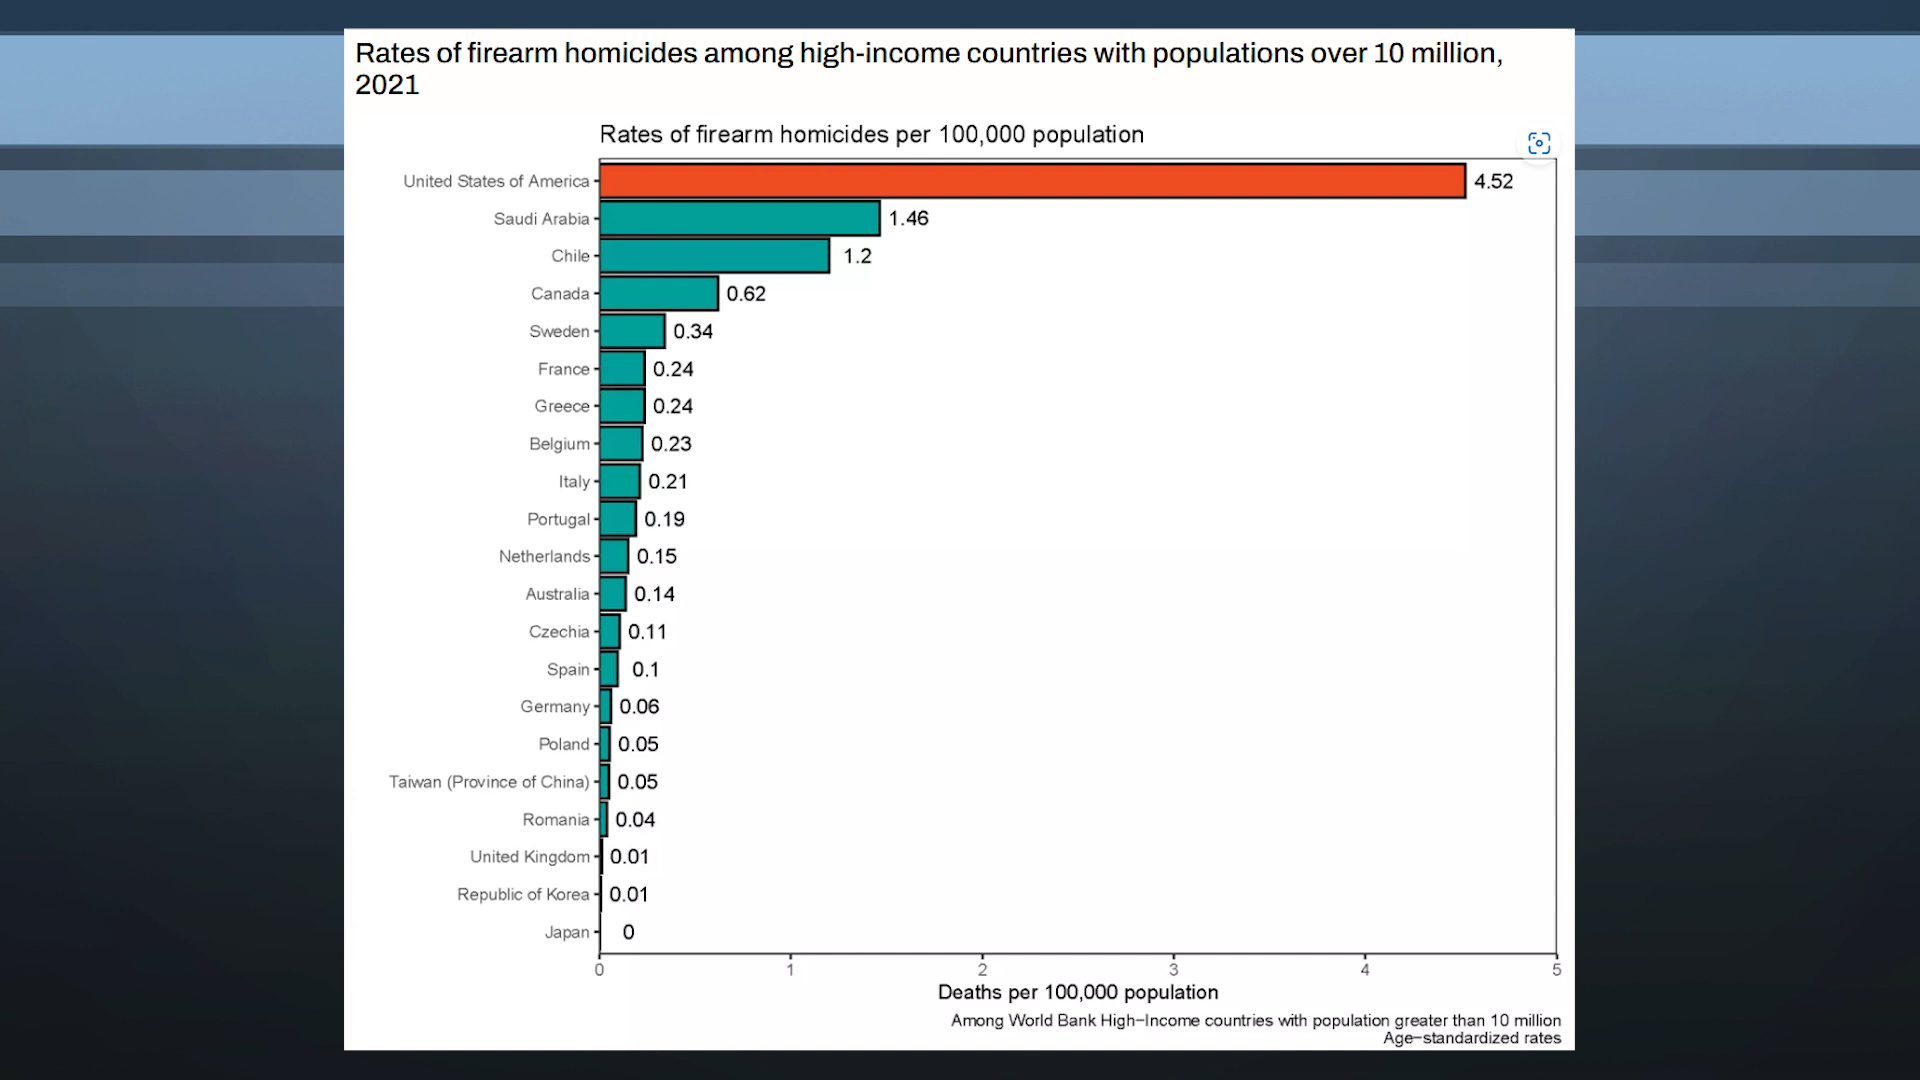 Rates of firearm homicides among high-income countries with populations over 10 million,
2021
Rates of firearm homicides per 100,000 population
United States of America 4.52
Saudi Arabia 1.46
Chile 1.2
Canada 0.62
Sweden 0.34
France 0.24
Greece 0.24
Belgium 0.23
Italy 0.21
Portugal 0.19
Netherlands 0.15
Australia 0.14
Czechia 0.11
Spain 0.1
Germany 0.06
Poland 0.05
Taiwan (Province of China) 0.05
Romania 0.04
United Kingdom 0.01
Republic of Korea 0.01
Japan 0
0 1 2 3 4 5
Deaths per 100,000 population
Among World Bank High-Income countries with population greater than 10 million
Age-standardized rates